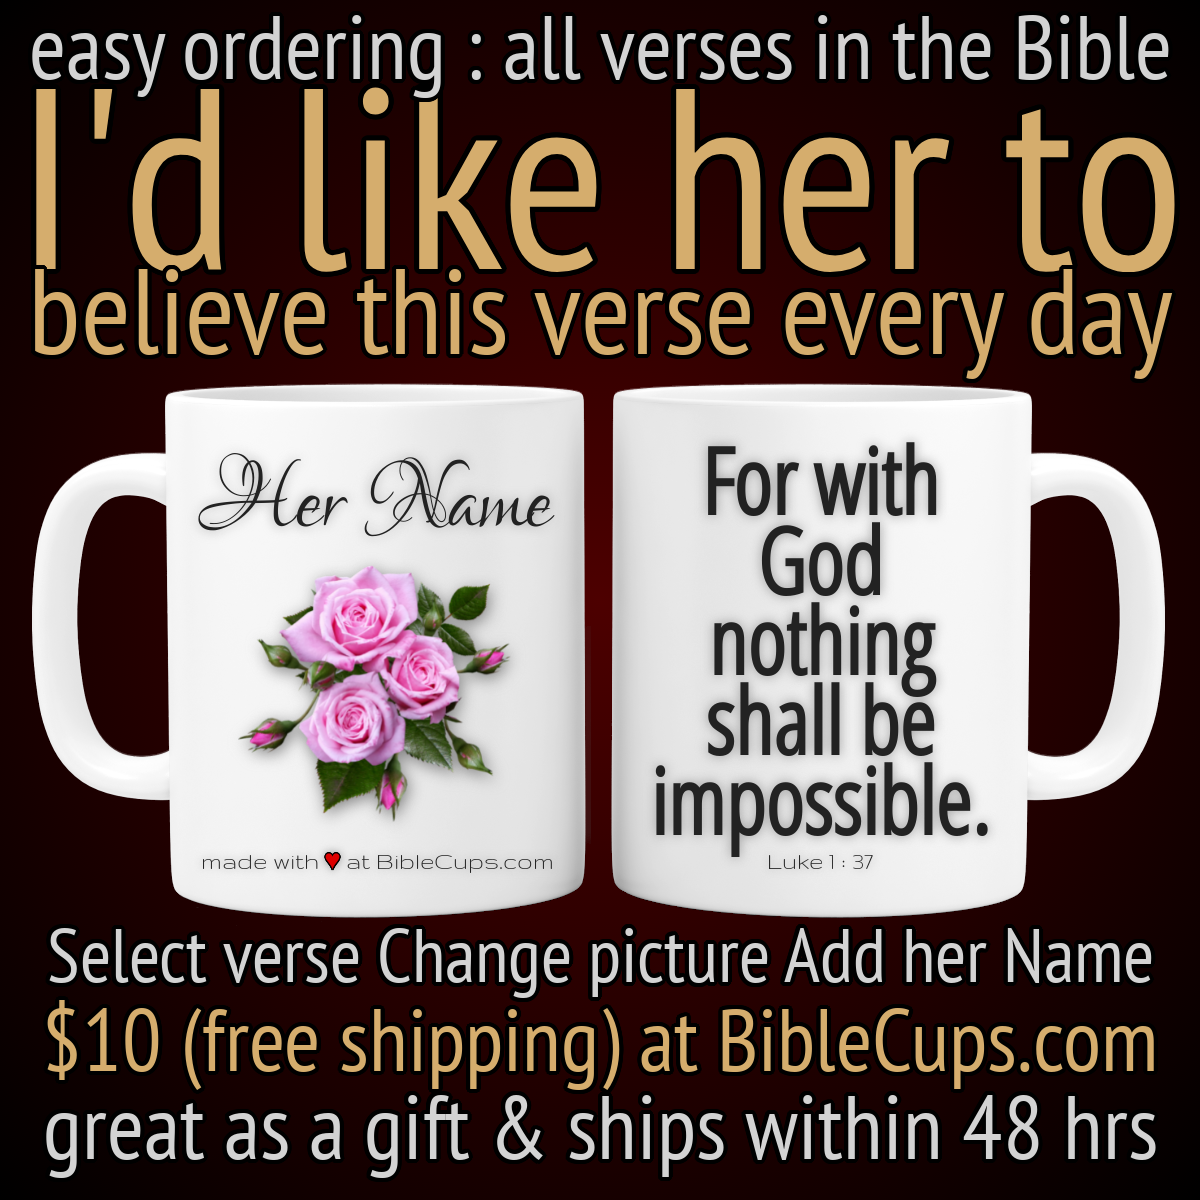 easy ordering : all verses in the Bible
I'd like her to
believe this verse every day
Her Name
made with ♥ at BibleCups.com
For with
God
nothing
shall be
impossible.
Luke 1 : 37
Select verse Change picture Add her Name
$10 (free shipping) at BibleCups.com
great as a gift & ships within 48 hrs